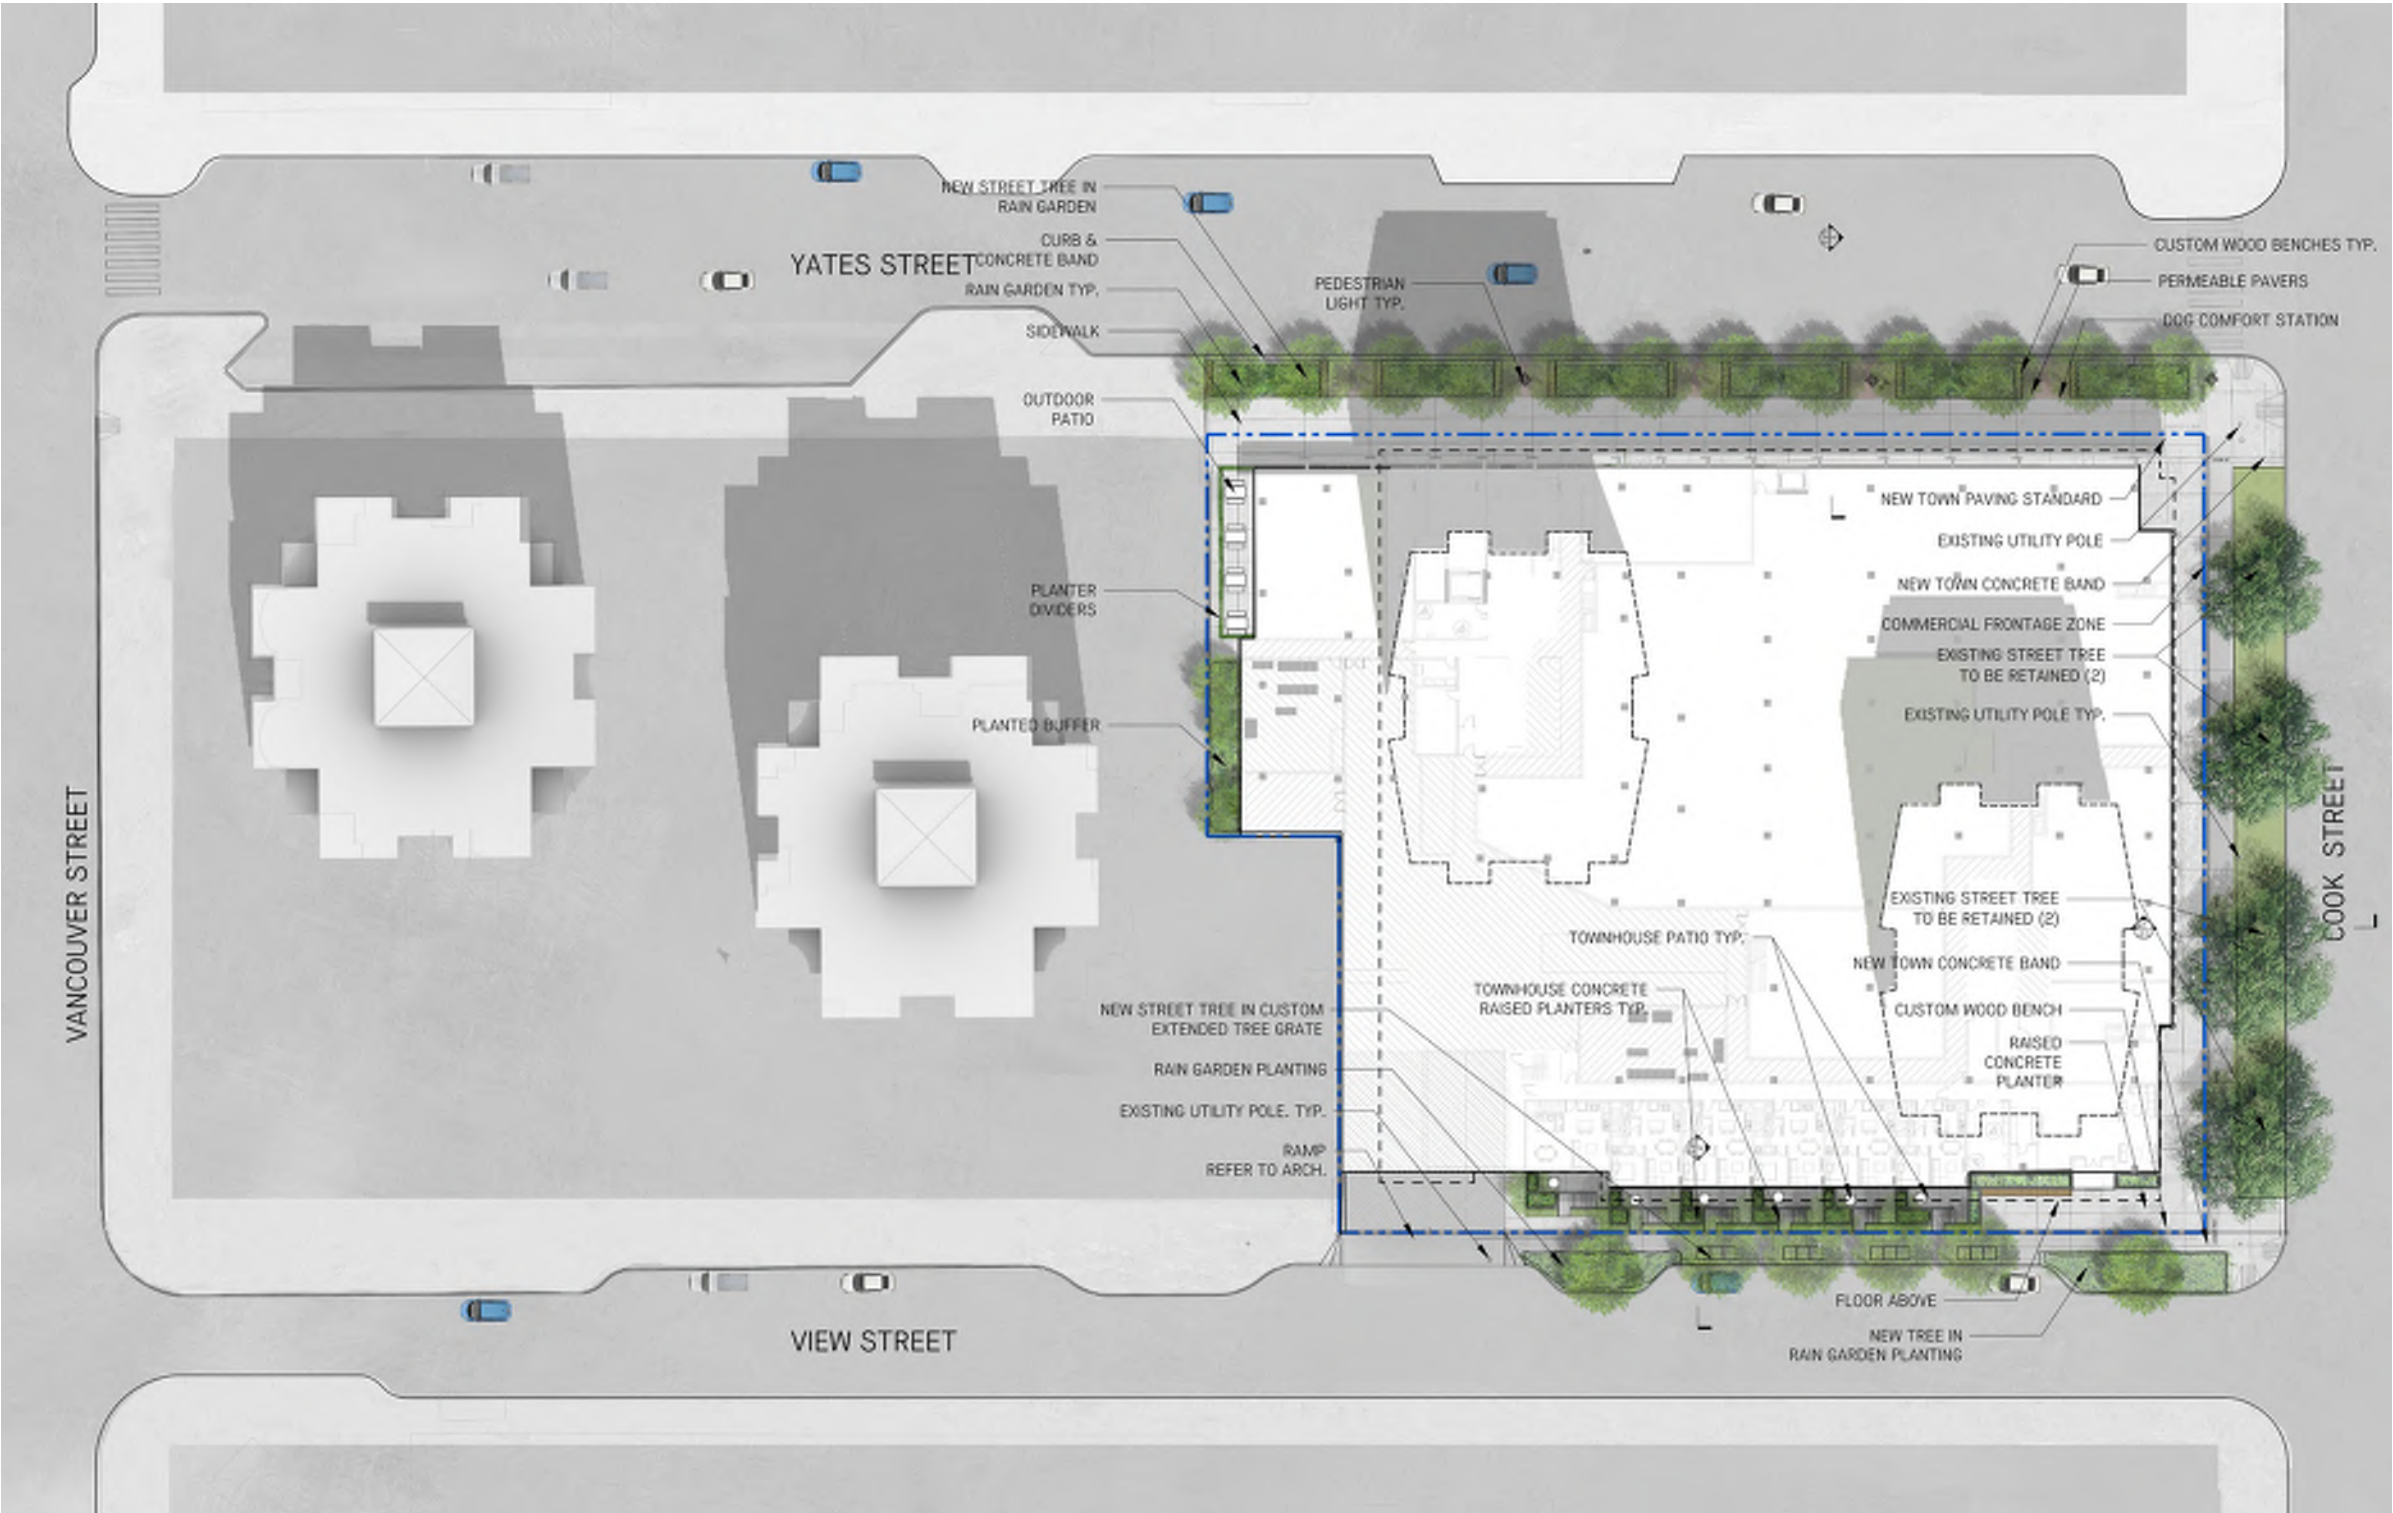 NEW STREET TREE IN
RAIN GARDEN
CURB &
CONCRETE BAND
YATES STREET
RAIN GARDEN TYP.
SIDEWALK
PEDESTRIAN
LIGHT TYP.
CUSTOM WOOD BENCHES TYP.
PERMEABLE PAVERS
DOG COMFORT STATION
OUTDOOR
PATIO
PLANTER
DIVIDERS
PLANTED BUFFER
NEW TOWN PAVING STANDARD
EXISTING UTILITY POLE
NEW TOWN CONCRETE BAND
COMMERCIAL FRONTAGE ZONE
EXISTING STREET TREE
TO BE RETAINED (2)
EXISTING UTILITY POLE TYP.
VANCOUVER STREET
COOK STREET
EXISTING STREET TREE
TO BE RETAINED (2)
TOWNHOUSE PATIO TYP.
NEW TOWN CONCRETE BAND
TOWNHOUSE CONCRETE
RAISED PLANTERS TYP.
CUSTOM WOOD BENCH
RAISED
CONCRETE
PLANTER
NEW STREET TREE IN CUSTOM
EXTENDED TREE GRATE
RAIN GARDEN PLANTING
EXISTING UTILITY POLE. TYP.
RAMP
REFER TO ARCH.
FLOOR ABOVE
NEW TREE IN
RAIN GARDEN PLANTING
VIEW STREET